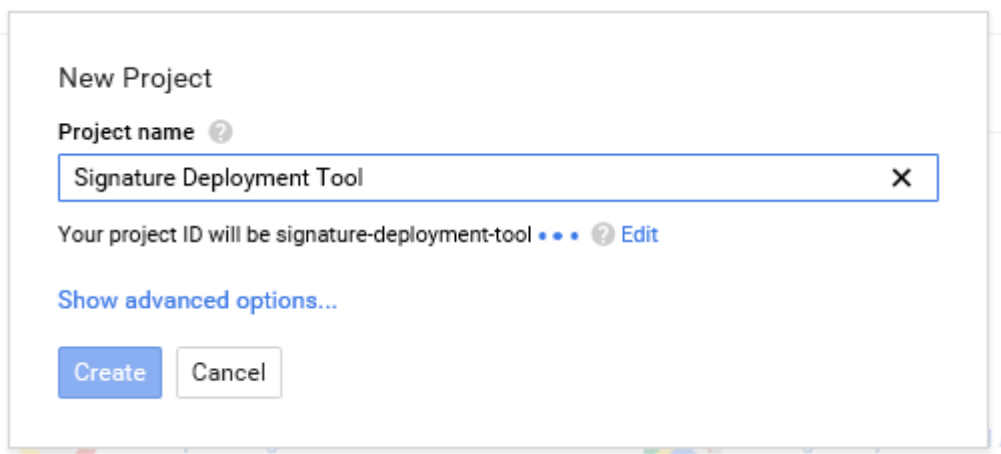 New Project
Project name ?
Signature Deployment Tool
Your project ID will be signature-deployment-tool ••• ? Edit
Show advanced options...
Create Cancel